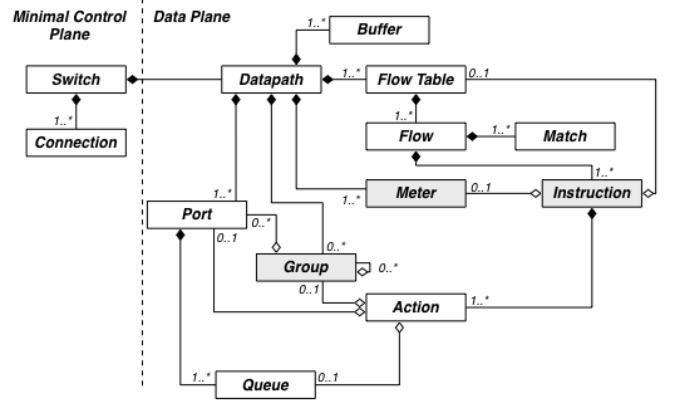 Minimal Control
Plane
Data Plane
1..*
Buffer
Switch
Datapath
1..*
Flow Table
0..1
1..*
Connection
1..*
Flow
1..*
Match
1..*
1..*
Meter
0..1
Instruction
1..*
Port
0..*
0..1
0..*
Group
0..*
0..1
Action
1..*
1..*
Queue
0..1